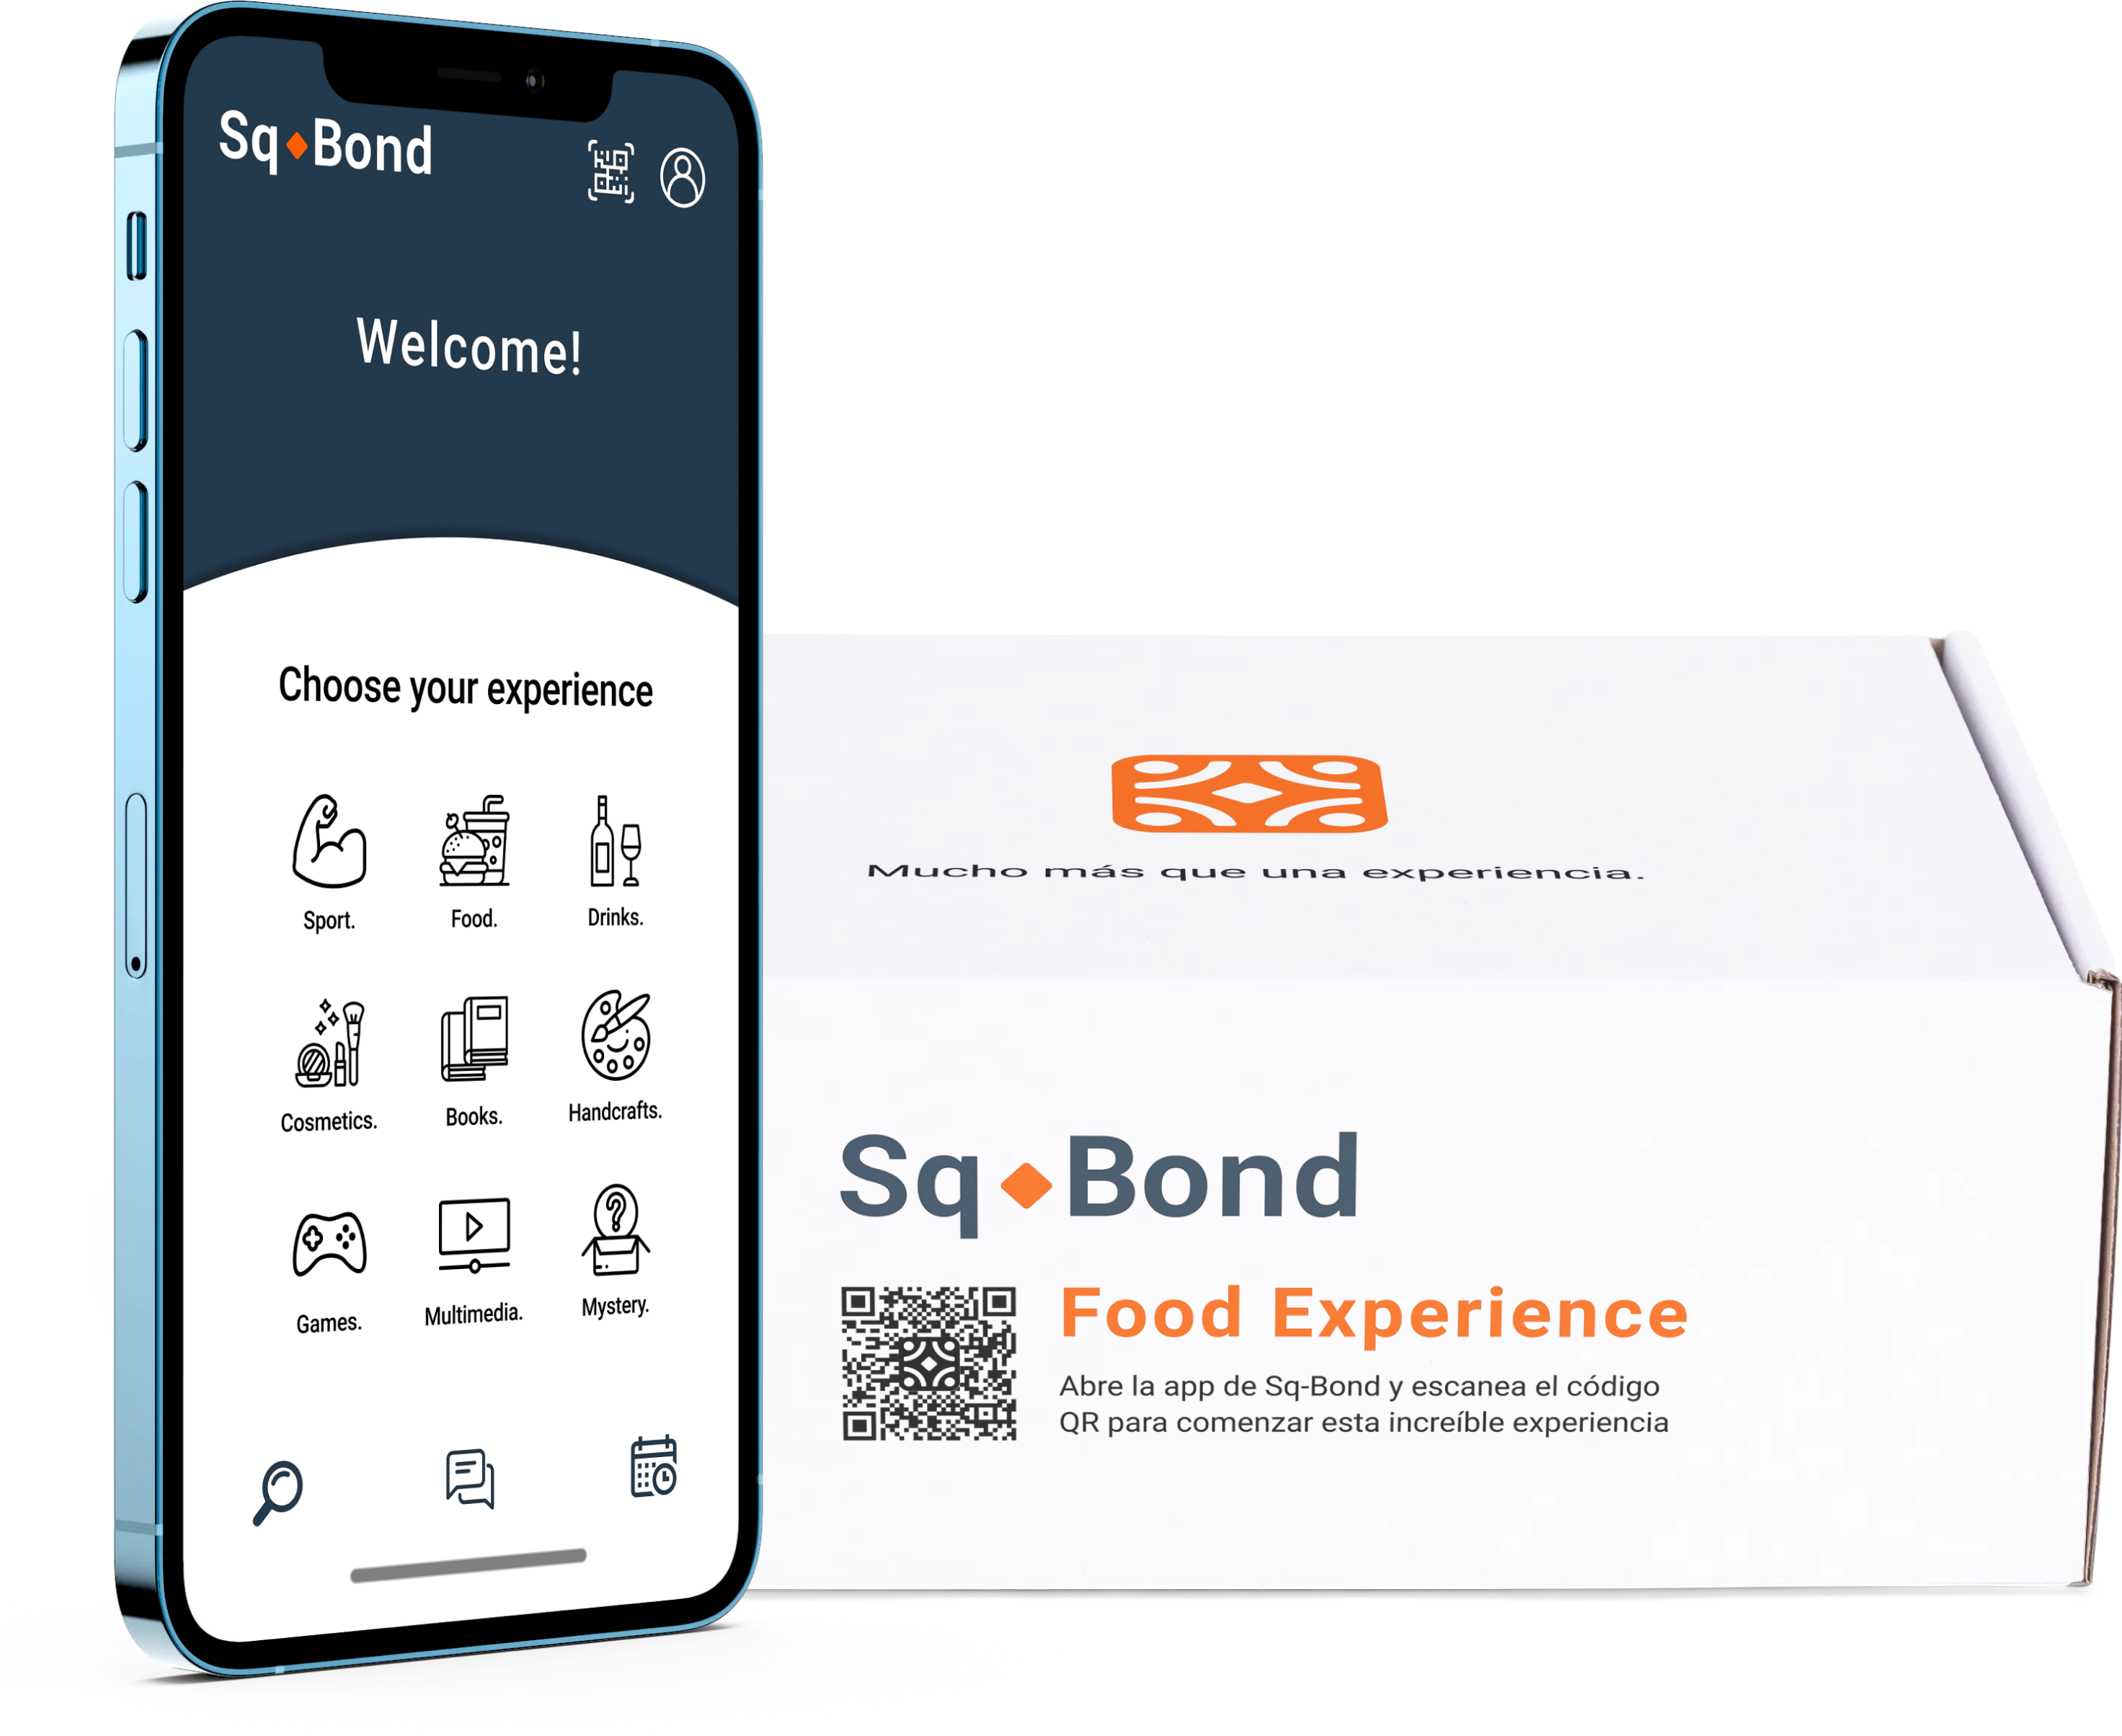 Sq◆Bond
Welcome!
Choose your experience
Sport.
Food.
Drinks.
Cosmetics.
Books.
Handcrafts.
Games.
Multimedia.
Mystery.
Mucho más que una experiencia.
Sq◆Bond
Food Experience
Abre la app de Sq-Bond y escanea el código
QR para comenzar esta increíble experiencia